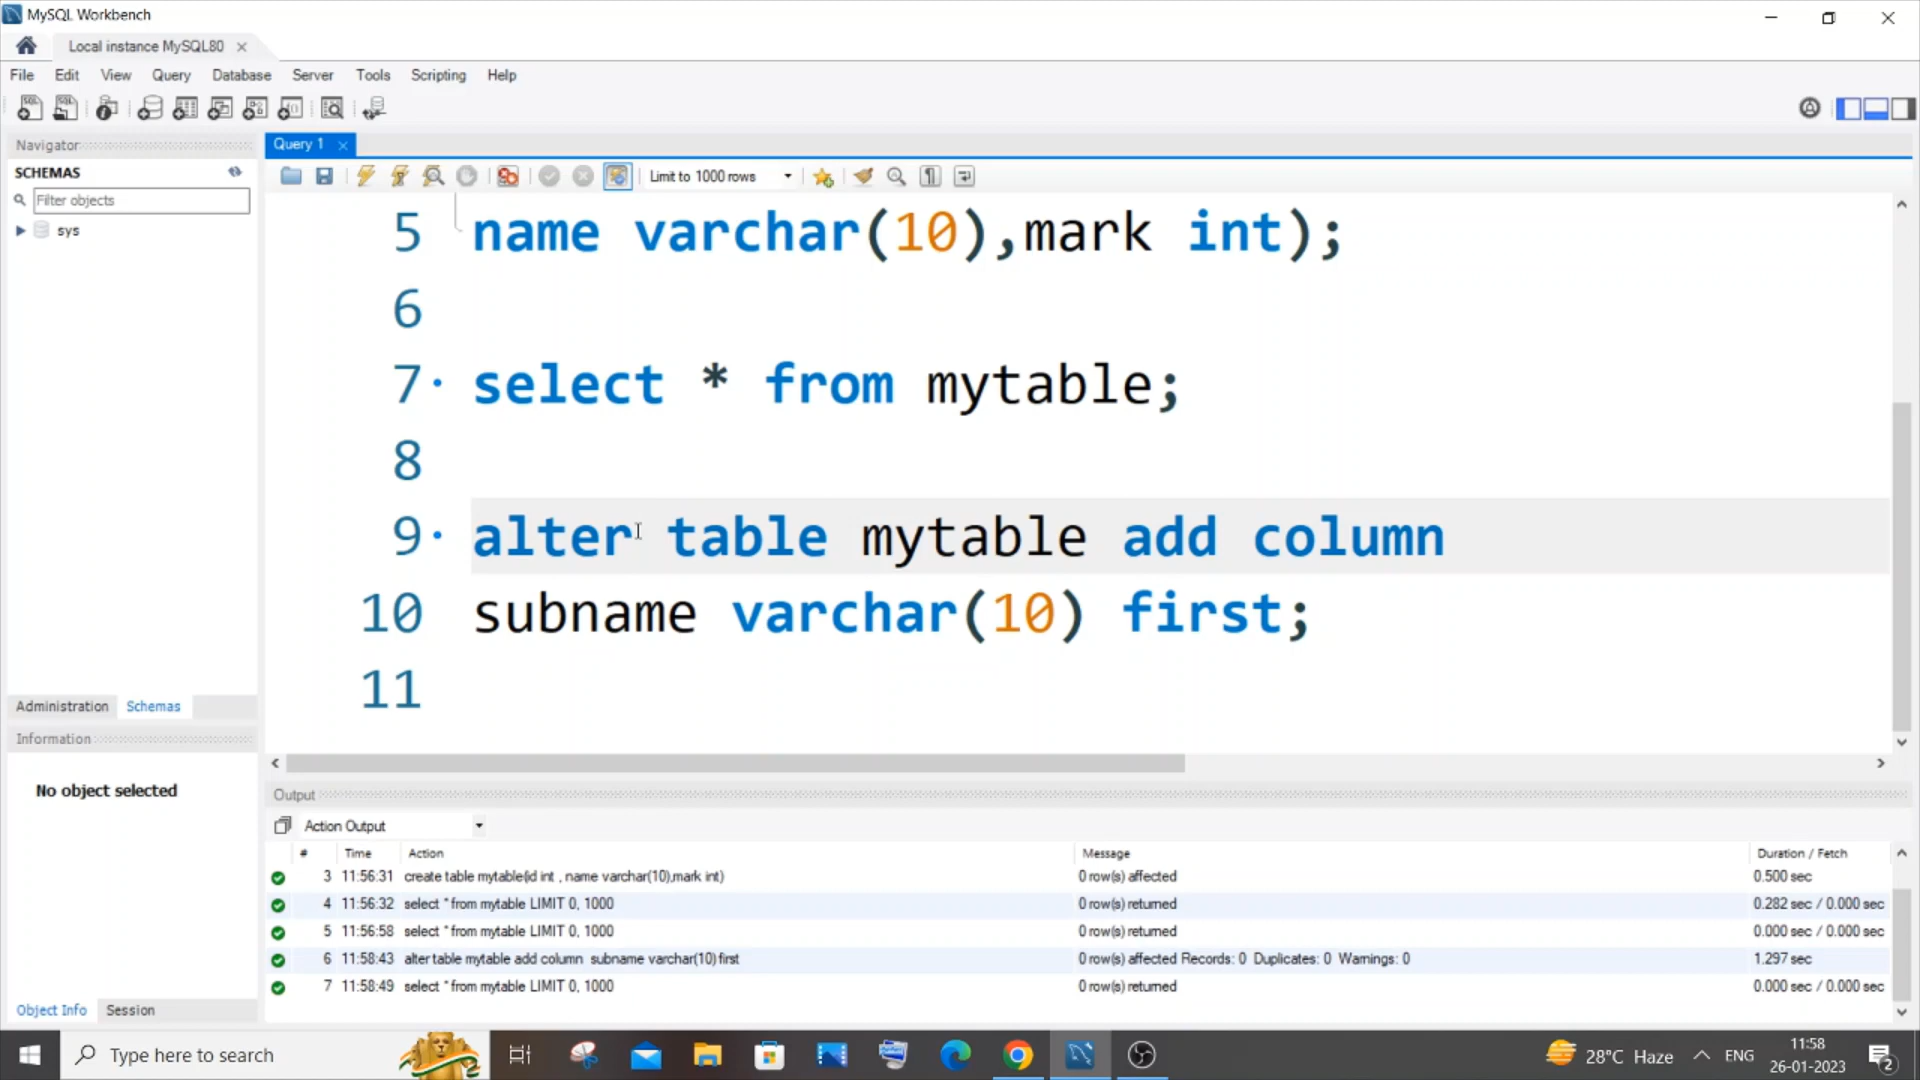 MySQL Workbench
Local instance MySQL80
File Edit View Query Database Server Tools Scripting Help
Navigator
SCHEMAS
Filter objects
sys
Administration Schemas
Information
No object selected
Object Info Session
Query 1
Limit to 1000 rows
5 name varchar(10),mark int);
6
7 select * from mytable;
8
9 alter table mytable add column
10 subname varchar(10) first;
11
Output
Action Output
# Time Action Message Duration / Fetch
3 11:56:31 create table mytable(id int , name varchar(10),mark int) 0 row(s) affected 0.500 sec
4 11:56:32 select * from mytable LIMIT 0, 1000 0 row(s) returned 0.282 sec / 0.000 sec
5 11:56:58 select * from mytable LIMIT 0, 1000 0 row(s) returned 0.000 sec / 0.000 sec
6 11:58:43 alter table mytable add column subname varchar(10) first 0 row(s) affected Records: 0 Duplicates: 0 Warnings: 0 1.297 sec
7 11:58:49 select * from mytable LIMIT 0, 1000 0 row(s) returned 0.000 sec / 0.000 sec
Type here to search
28°C Haze
ENG
11:58
26-01-2023
2